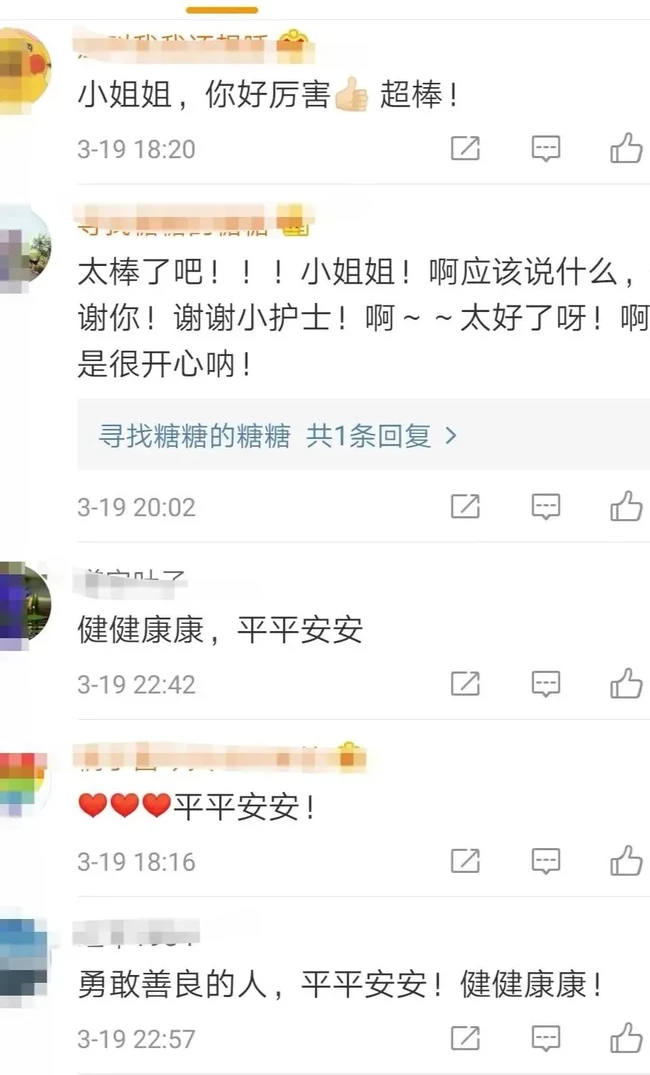 小姐姐，你好厉害👍🏻 超棒！
3-19 18:20
太棒了吧！！！小姐姐！啊应该说什么，
谢你！谢谢小护士！啊～～太好了呀！啊
是很开心呐！
寻找糖糖的糖糖 共1条回复 >
3-19 20:02
健健康康，平平安安
3-19 22:42
❤️❤️❤️平平安安！
3-19 18:16
勇敢善良的人，平平安安！健健康康！
3-19 22:57